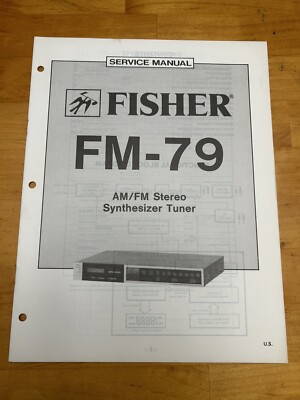 SERVICE MANUAL
FISHER®
FM-79
AM/FM Stereo
Synthesizer Tuner
U.S.